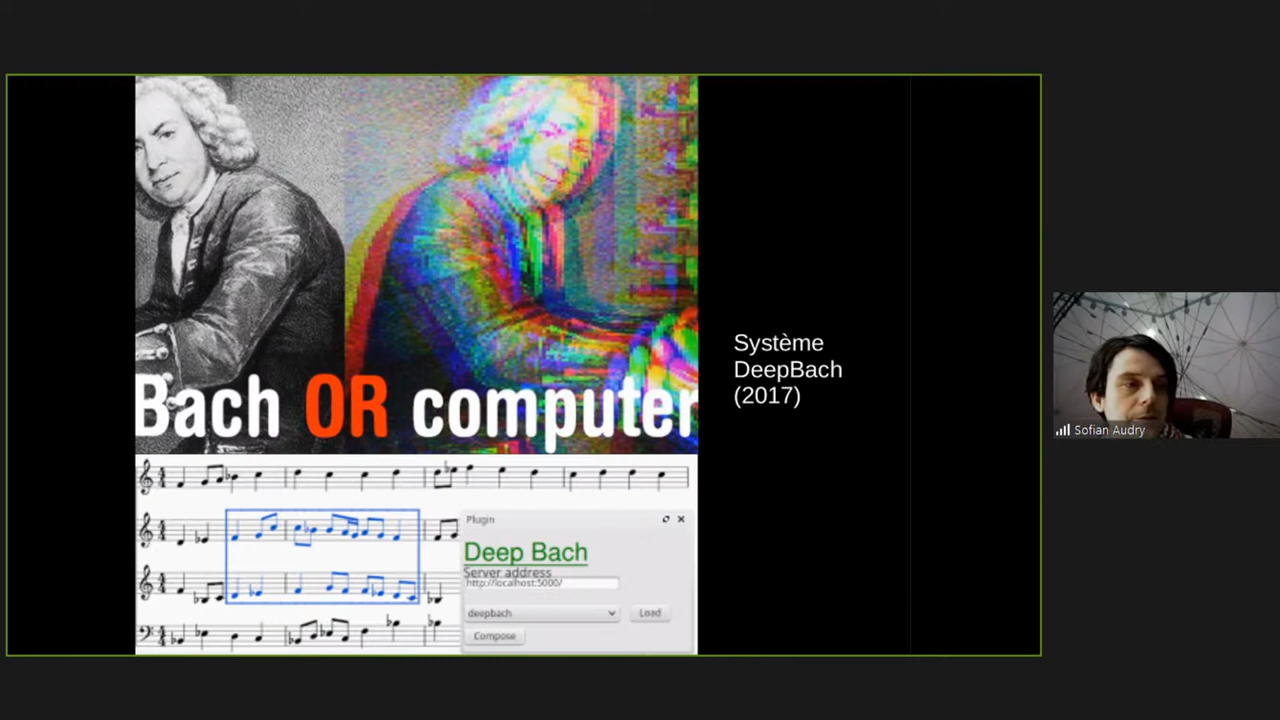 Bach OR computer
Système
DeepBach
(2017)
Plugin
Deep Bach
Server address
http://localhost:5000/
deepbach
Load
Compose
Sofian Audry